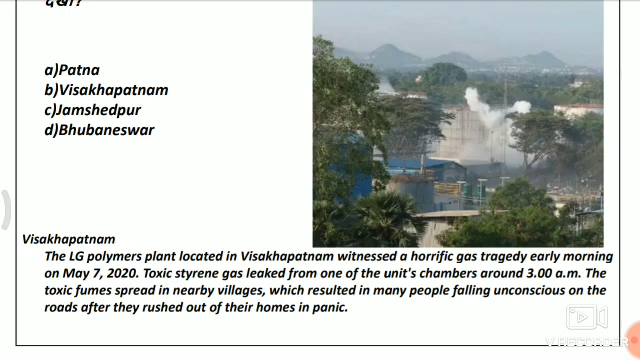 a)Patna
b)Visakhapatnam
c)Jamshedpur
d)Bhubaneswar
Visakhapatnam
The LG polymers plant located in Visakhapatnam witnessed a horrific gas tragedy early morning
on May 7, 2020. Toxic styrene gas leaked from one of the unit's chambers around 3.00 a.m. The
toxic fumes spread in nearby villages, which resulted in many people falling unconscious on the
roads after they rushed out of their homes in panic.